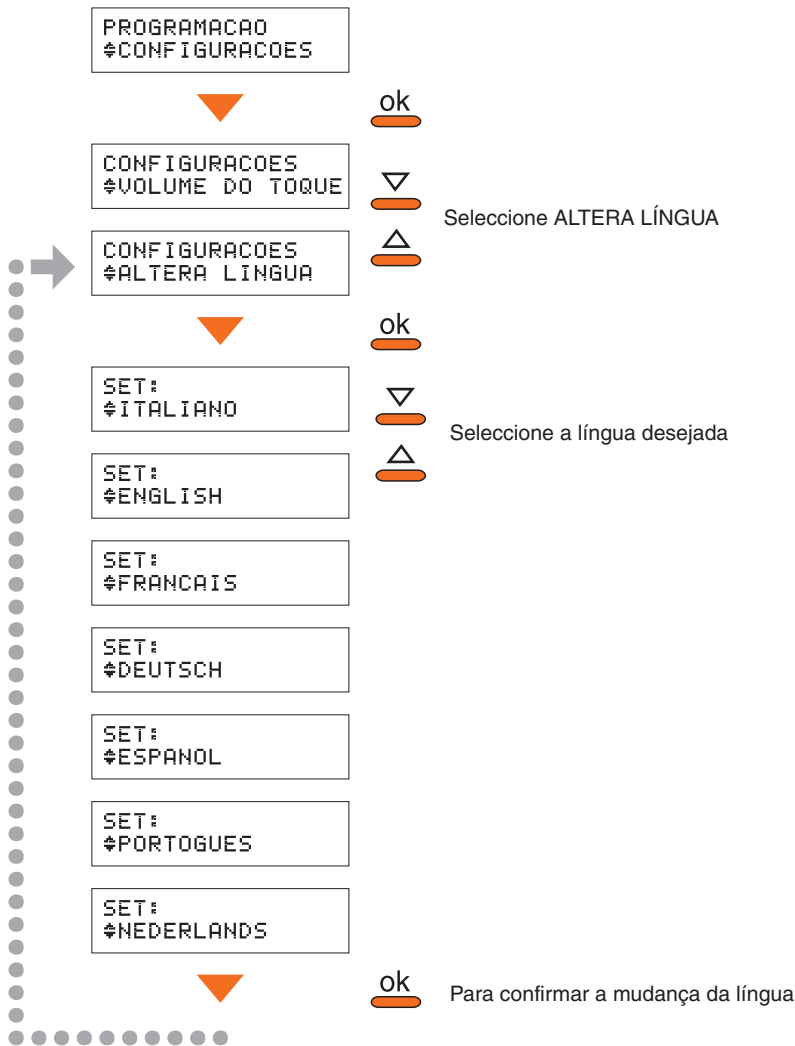 PROGRAMACAO
CONFIGURACOES
ok
CONFIGURACOES
VOLUME DO TOQUE
Seleccione ALTERA LÍNGUA
CONFIGURACOES
ALTERA LINGUA
ok
SET:
ITALIANO
Seleccione a língua desejada
SET:
ENGLISH
SET:
FRANCAIS
SET:
DEUTSCH
SET:
ESPANOL
SET:
PORTOGUES
SET:
NEDERLANDS
ok
Para confirmar a mudança da língua